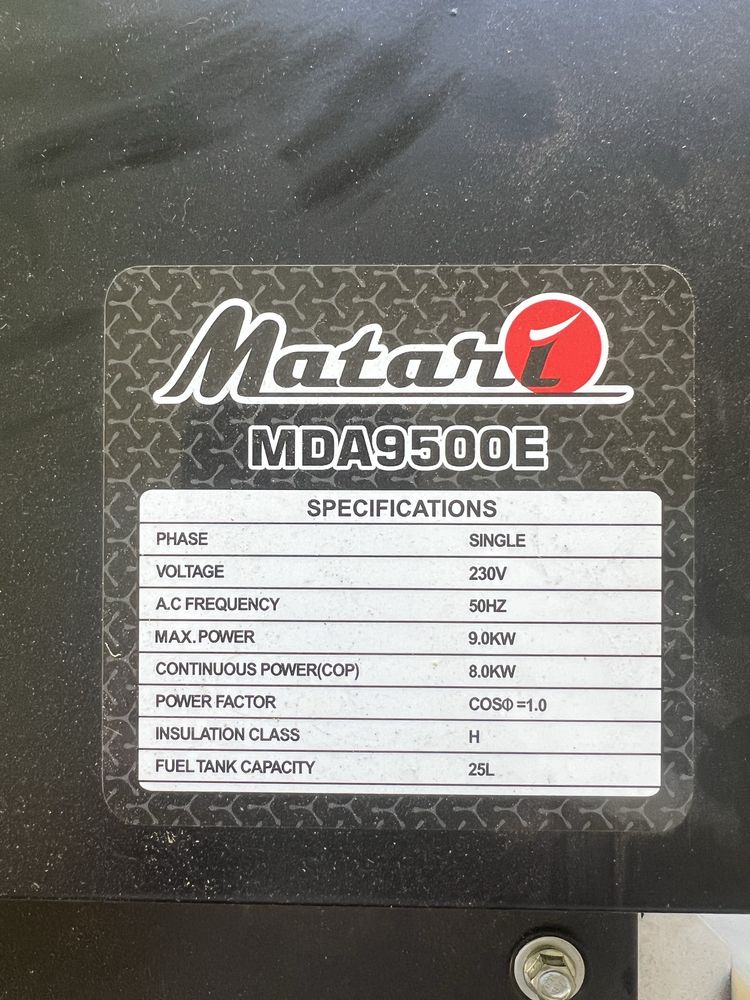 Matari
MDA9500E
SPECIFICATIONS
PHASE SINGLE
VOLTAGE 230V
A.C FREQUENCY 50HZ
MAX. POWER 9.0KW
CONTINUOUS POWER(COP) 8.0KW
POWER FACTOR COSΦ =1.0
INSULATION CLASS H
FUEL TANK CAPACITY 25L